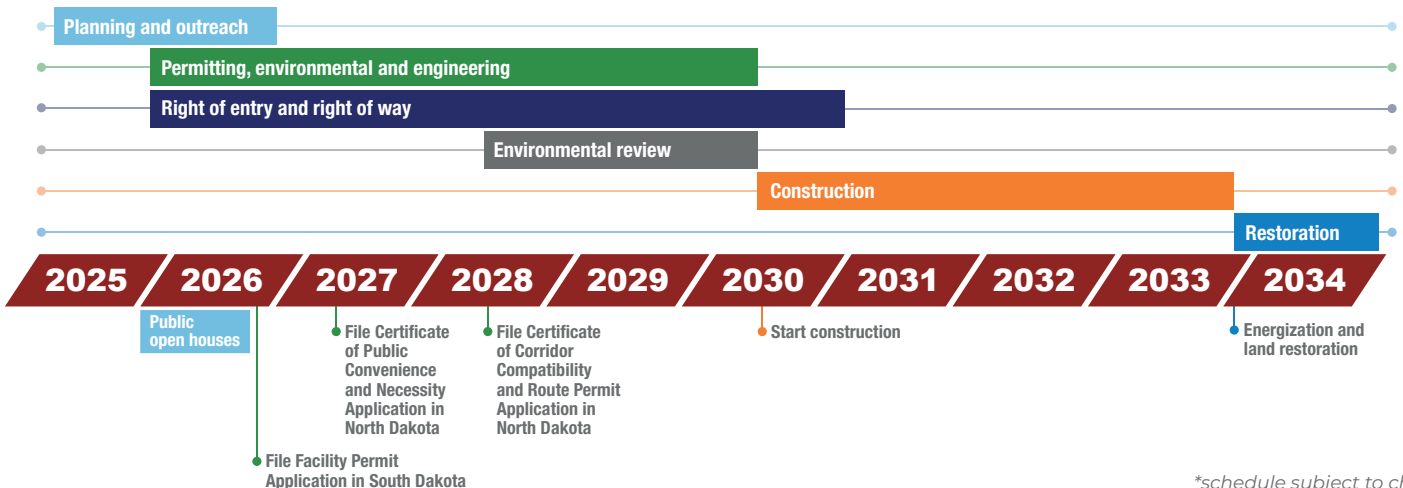 Planning and outreach
Permitting, environmental and engineering
Right of entry and right of way
Environmental review
Construction
Restoration
2025 2026 2027 2028 2029 2030 2031 2032 2033 2034
Public
open houses
File Facility Permit
Application in South Dakota
File Certificate
of Public
Convenience
and Necessity
Application in
North Dakota
File Certificate
of Corridor
Compatibility
and Route Permit
Application in
North Dakota
Start construction
Energization and
land restoration
*schedule subject to